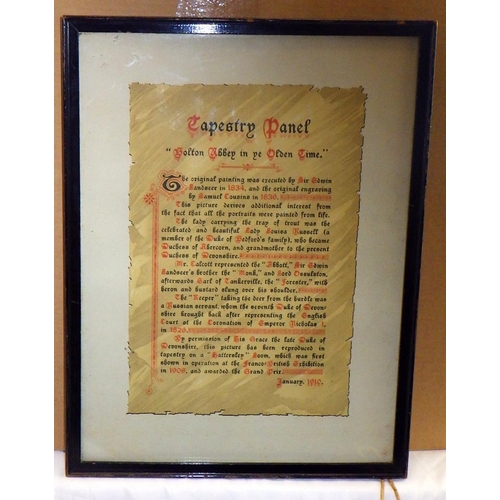 Tapestry Panel
"Bolton Abbey in ye Olden Time."
The original painting was executed by Sir Edwin
Landseer in 1834, and the original engraving
by Samuel Cousins in 1836.
This picture derives additional interest from
the fact that all the portraits were painted from life.
The lady carrying the tray of trout was the
celebrated and beautiful Lady Louisa Russell (a
member of the Duke of Bedford's family), who became
Duchess of Abercorn, and grandmother to the present
Duchess of Devonshire.
Mr. Calcott represented the "Abbott," Sir Edwin
Landseer's brother the "Monk," and Lord Ossulston,
afterwards Earl of Tankerville, the "Forester," with
heron and bustard slung over his shoulder.
The "Keeper" taking the deer from the hurdle was
a Russian servant, whom the seventh Duke of Devon-
shire brought back after representing the English
Court at the Coronation of Emperor Nicholas I,
in 1826.
By permission of His Grace the late Duke of
Devonshire, this picture has been reproduced in
tapestry on a "Hattersley" Loom, which was first
shown in operation at the Franco-British Exhibition
in 1908, and awarded the Grand Prix.
January, 1910.